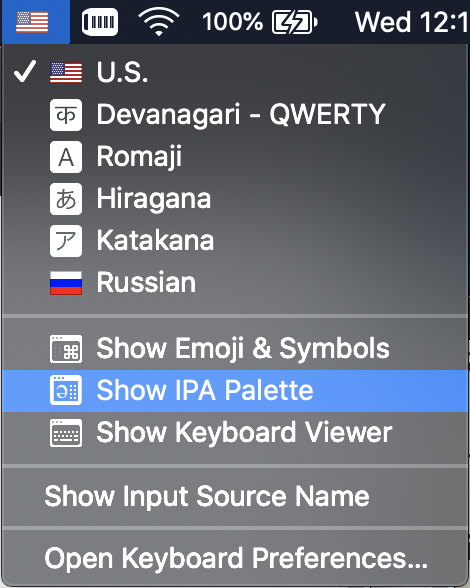 100% Wed 12:1
✓ U.S.
क Devanagari - QWERTY
A Romaji
あ Hiragana
ア Katakana
Russian
⌘ Show Emoji & Symbols
ə Show IPA Palette
Show Keyboard Viewer
Show Input Source Name
Open Keyboard Preferences...